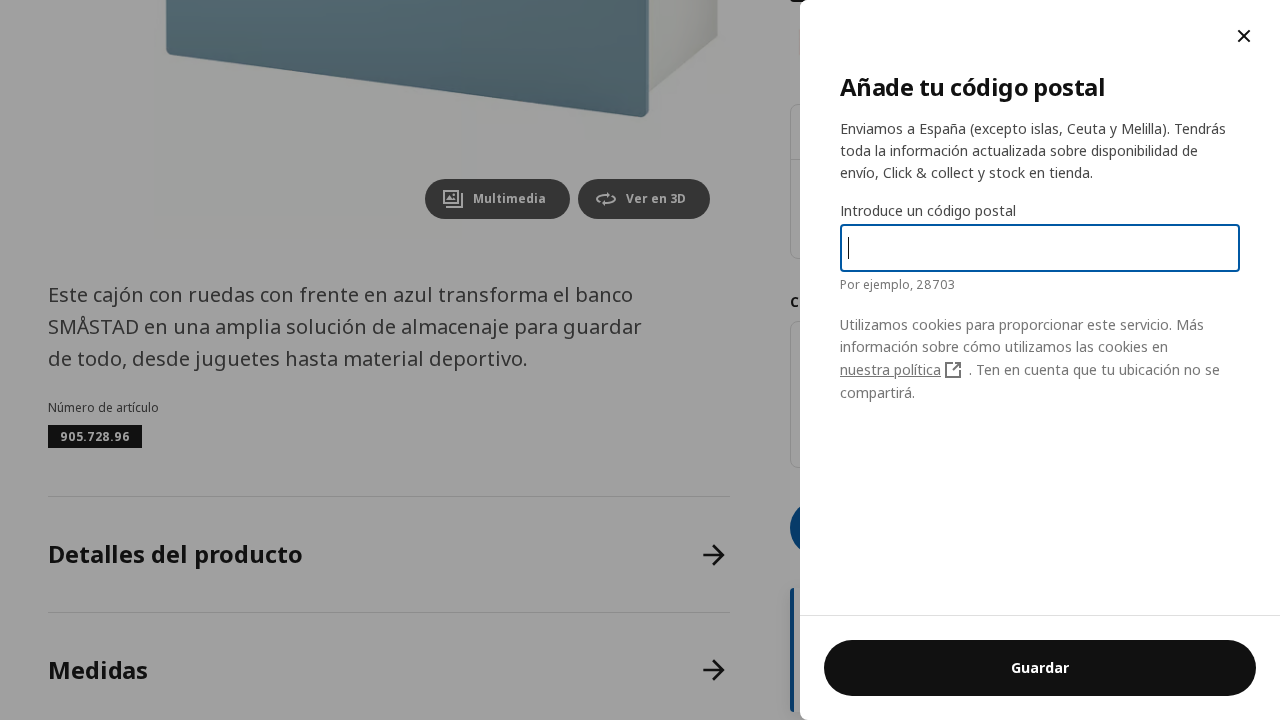 Multimedia
Ver en 3D
Este cajón con ruedas con frente en azul transforma el banco
SMÅSTAD en una amplia solución de almacenaje para guardar
de todo, desde juguetes hasta material deportivo.
Número de artículo
905.728.96
Detalles del producto
Medidas
Añade tu código postal
Enviamos a España (excepto islas, Ceuta y Melilla). Tendrás
toda la información actualizada sobre disponibilidad de
envío, Click & collect y stock en tienda.
Introduce un código postal
Por ejemplo, 28703
Utilizamos cookies para proporcionar este servicio. Más
información sobre cómo utilizamos las cookies en
nuestra política . Ten en cuenta que tu ubicación no se
compartirá.
Guardar